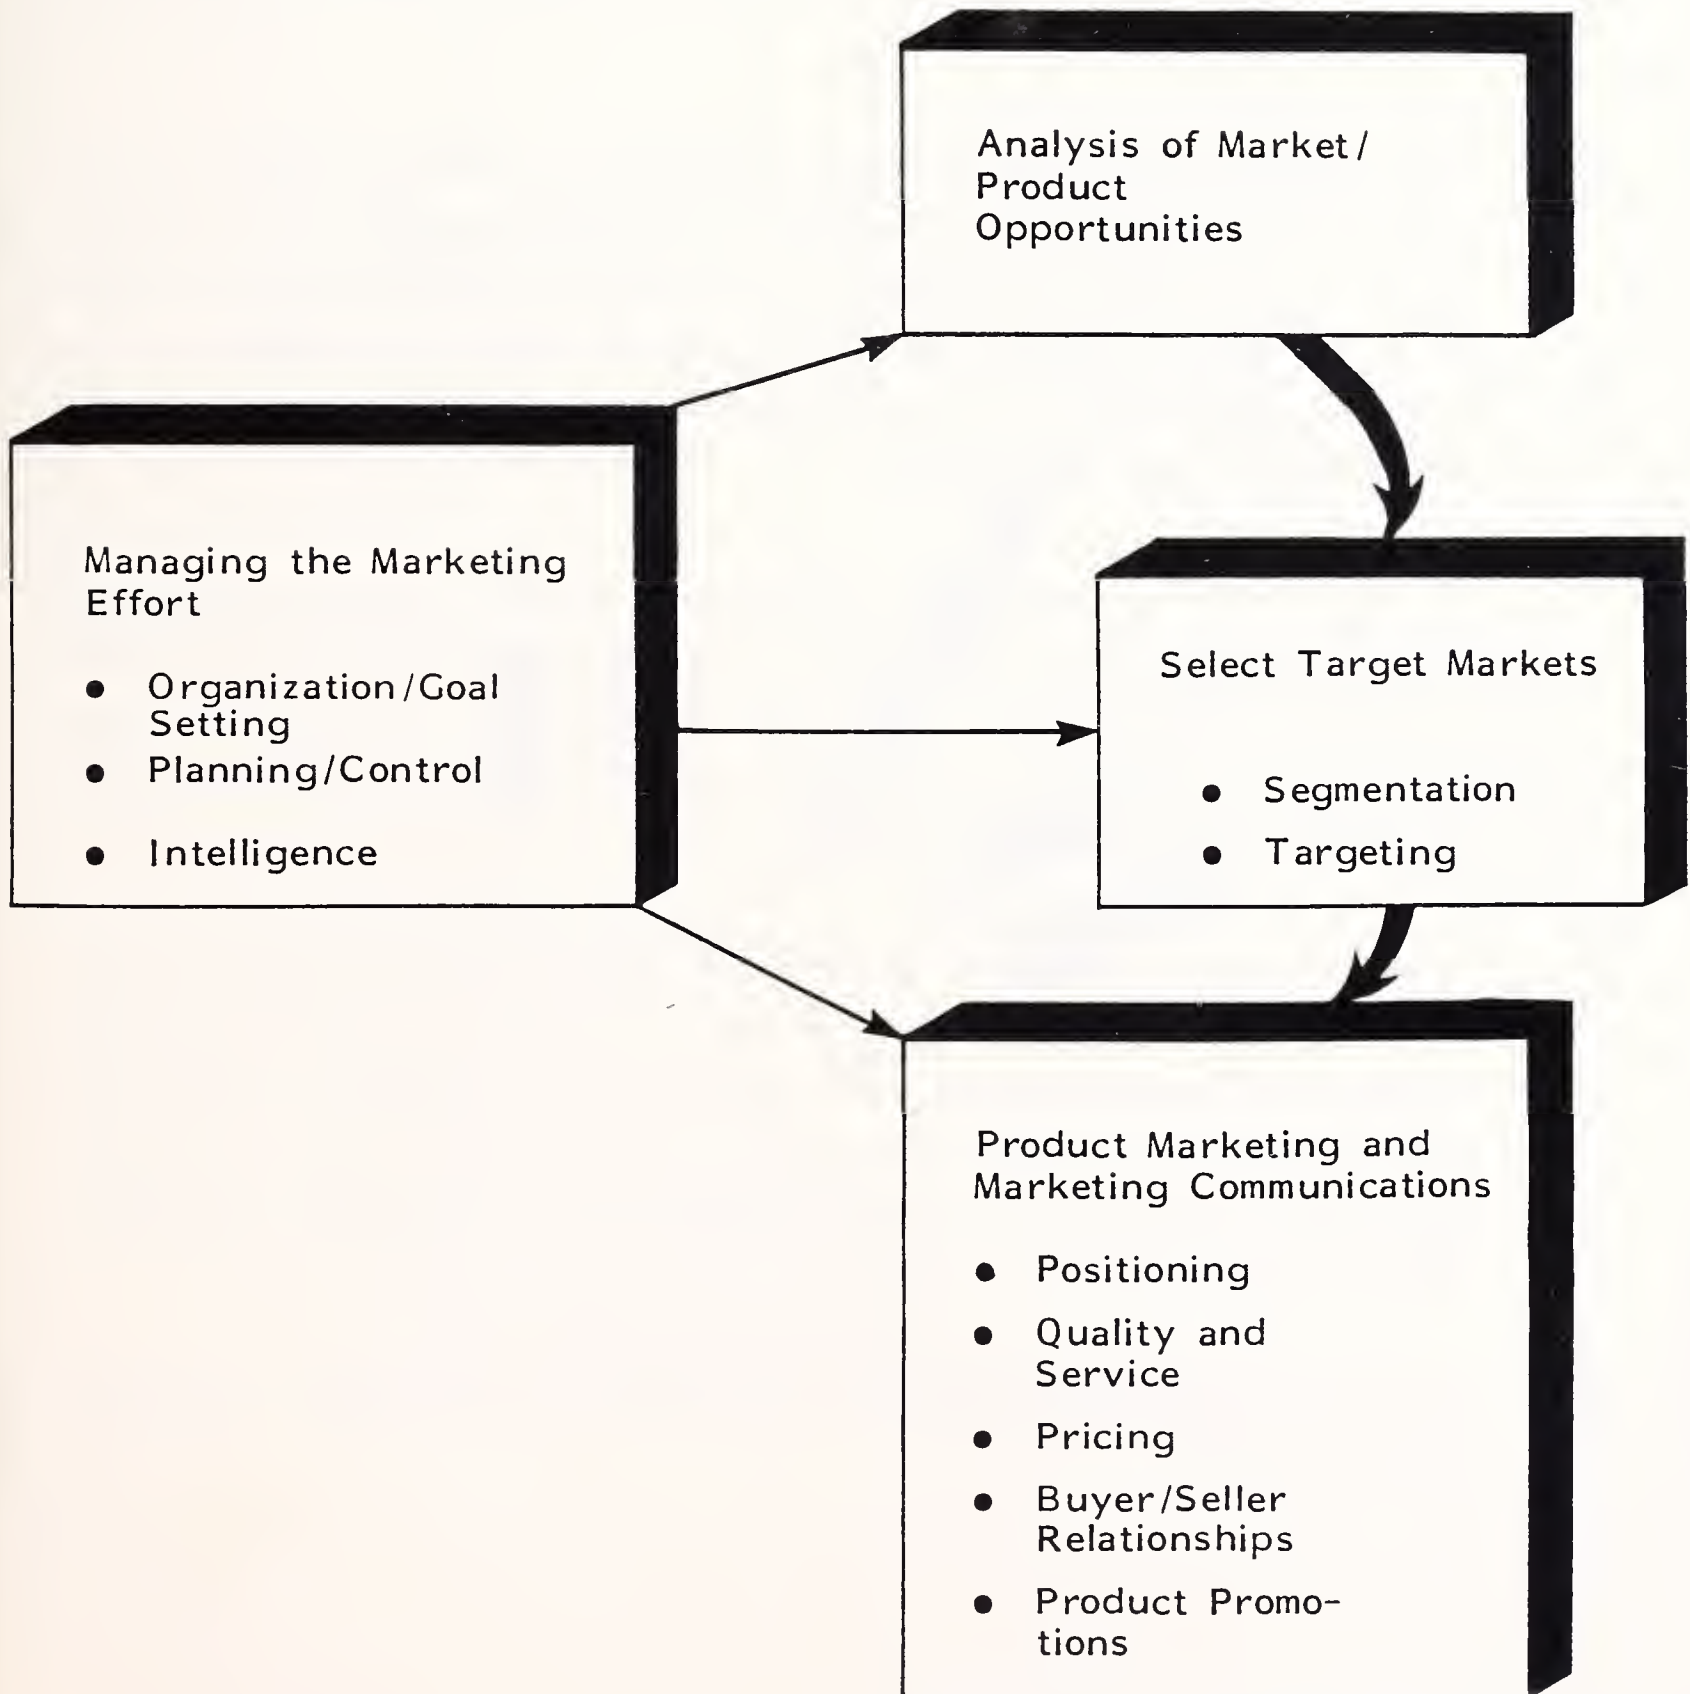 Analysis of Market/
Product
Opportunities
Managing the Marketing
Effort
● Organization/Goal
Setting
● Planning/Control
● Intelligence
Select Target Markets
● Segmentation
● Targeting
Product Marketing and
Marketing Communications
● Positioning
● Quality and
Service
● Pricing
● Buyer/Seller
Relationships
● Product Promo-
tions